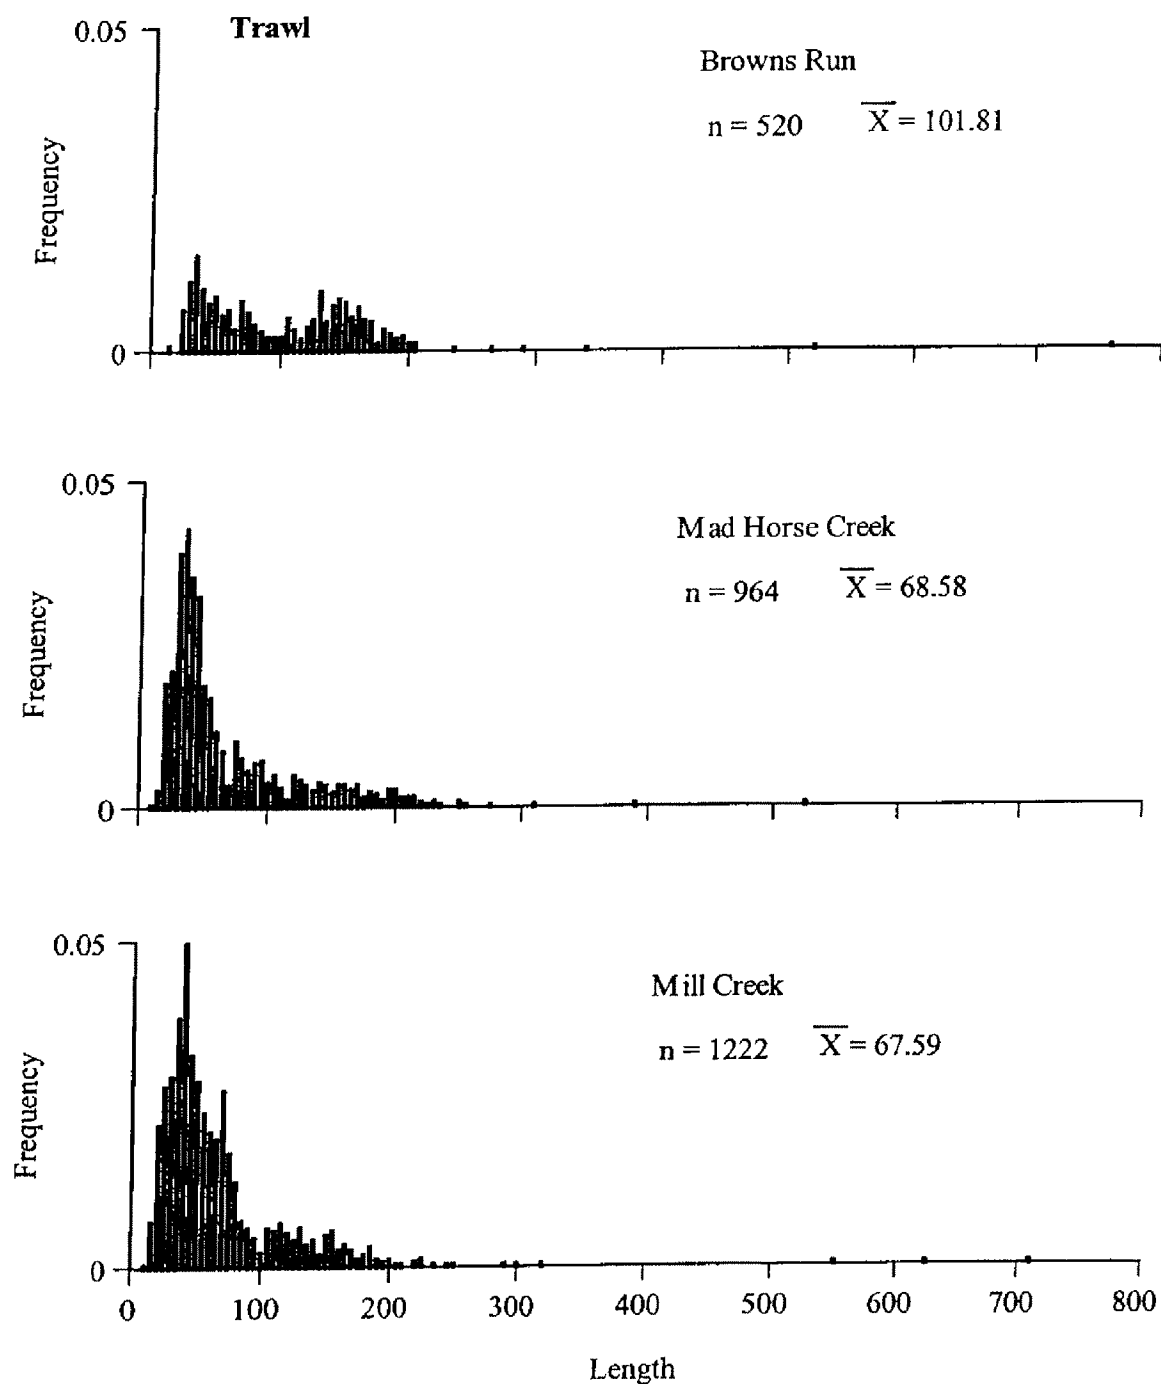 Trawl
0.05
Browns Run
n = 520 X = 101.81
Frequency
0
0.05
Mad Horse Creek
n = 964 X = 68.58
Frequency
0
0.05
Mill Creek
n = 1222 X = 67.59
Frequency
0
0 100 200 300 400 500 600 700 800
Length